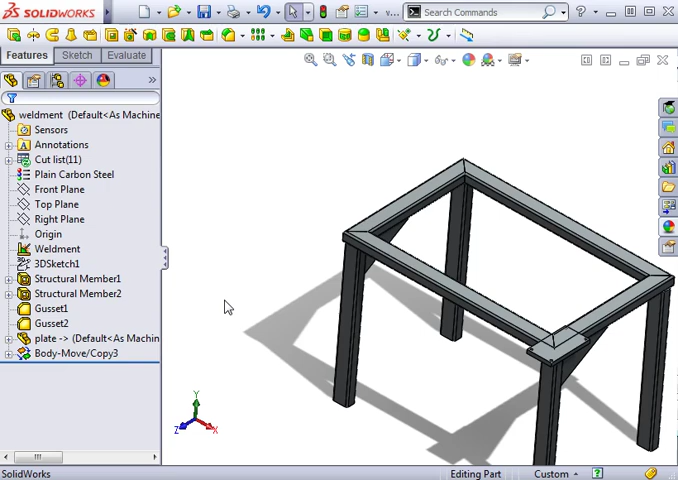 SOLIDWORKS
v...
Search Commands
Features
Sketch
Evaluate
weldment (Default<As Machine
Sensors
Annotations
Cut list(11)
Plain Carbon Steel
Front Plane
Top Plane
Right Plane
Origin
Weldment
3DSketch1
Structural Member1
Structural Member2
Gusset1
Gusset2
plate -> (Default<As Machin
Body-Move/Copy3
Y
Z
X
SolidWorks
Editing Part
Custom